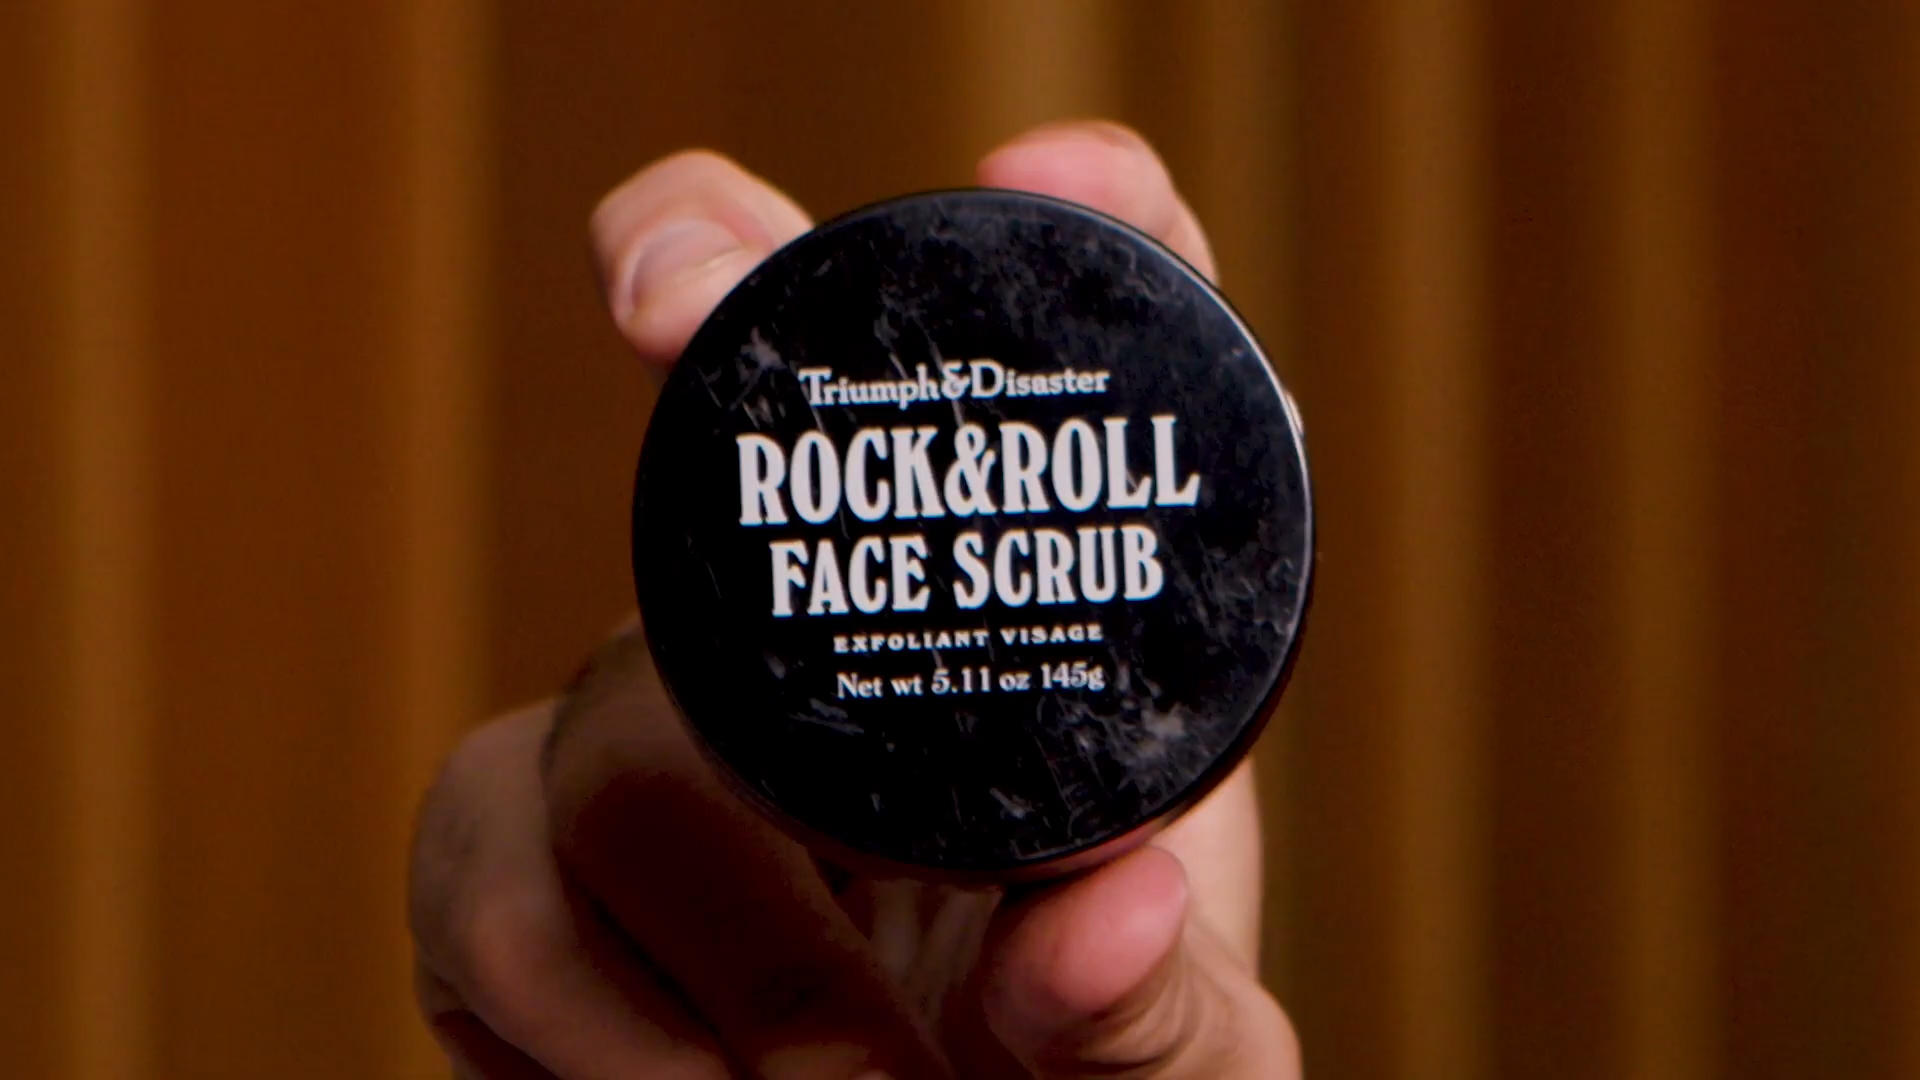 Triumph&Disaster
ROCK&ROLL
FACE SCRUB
EXFOLIANT VISAGE
Net wt 5.11 oz 145g